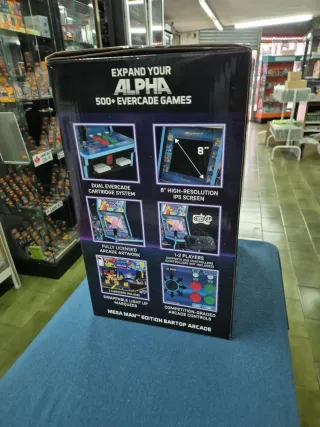 EXPAND YOUR
ALPHA
500+ EVERCADE GAMES
8"
DUAL EVERCADE
CARTRIDGE SYSTEM
8" HIGH-RESOLUTION
IPS SCREEN
FULLY LICENSED
ARCADE ARTWORK
1-2 PLAYERS
SWAPPABLE LIGHT UP
MARQUEES
COMPETITION-GRADED
ARCADE CONTROLS
MEGA MAN™ EDITION BARTOP ARCADE